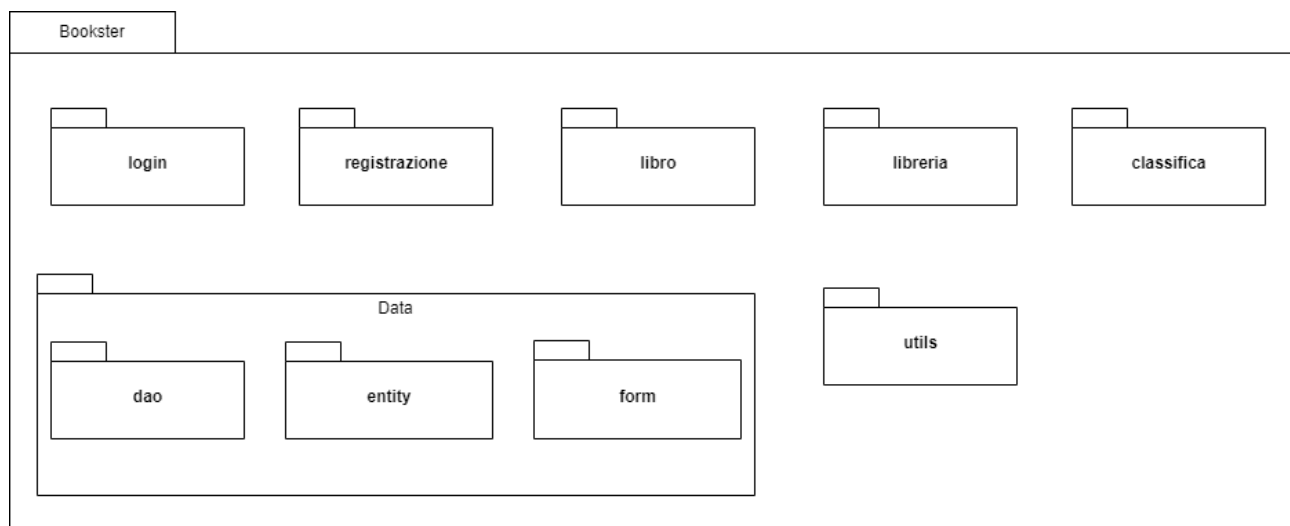 Bookster
login
registrazione
libro
libreria
classifica
Data
utils
dao
entity
form